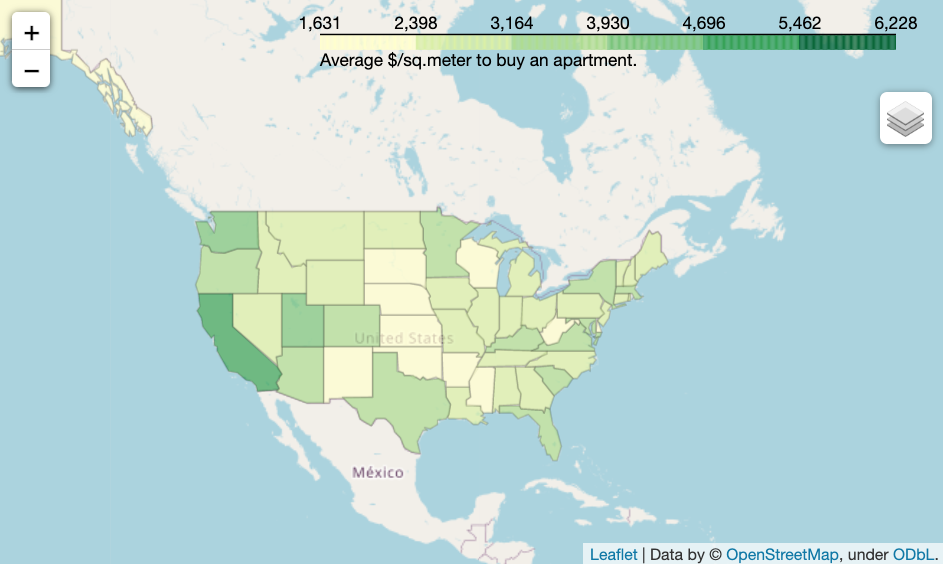 +
−
1,631 2,398 3,164 3,930 4,696 5,462 6,228
Average $/sq.meter to buy an apartment.
United States
México
Leaflet | Data by © OpenStreetMap, under ODbL.